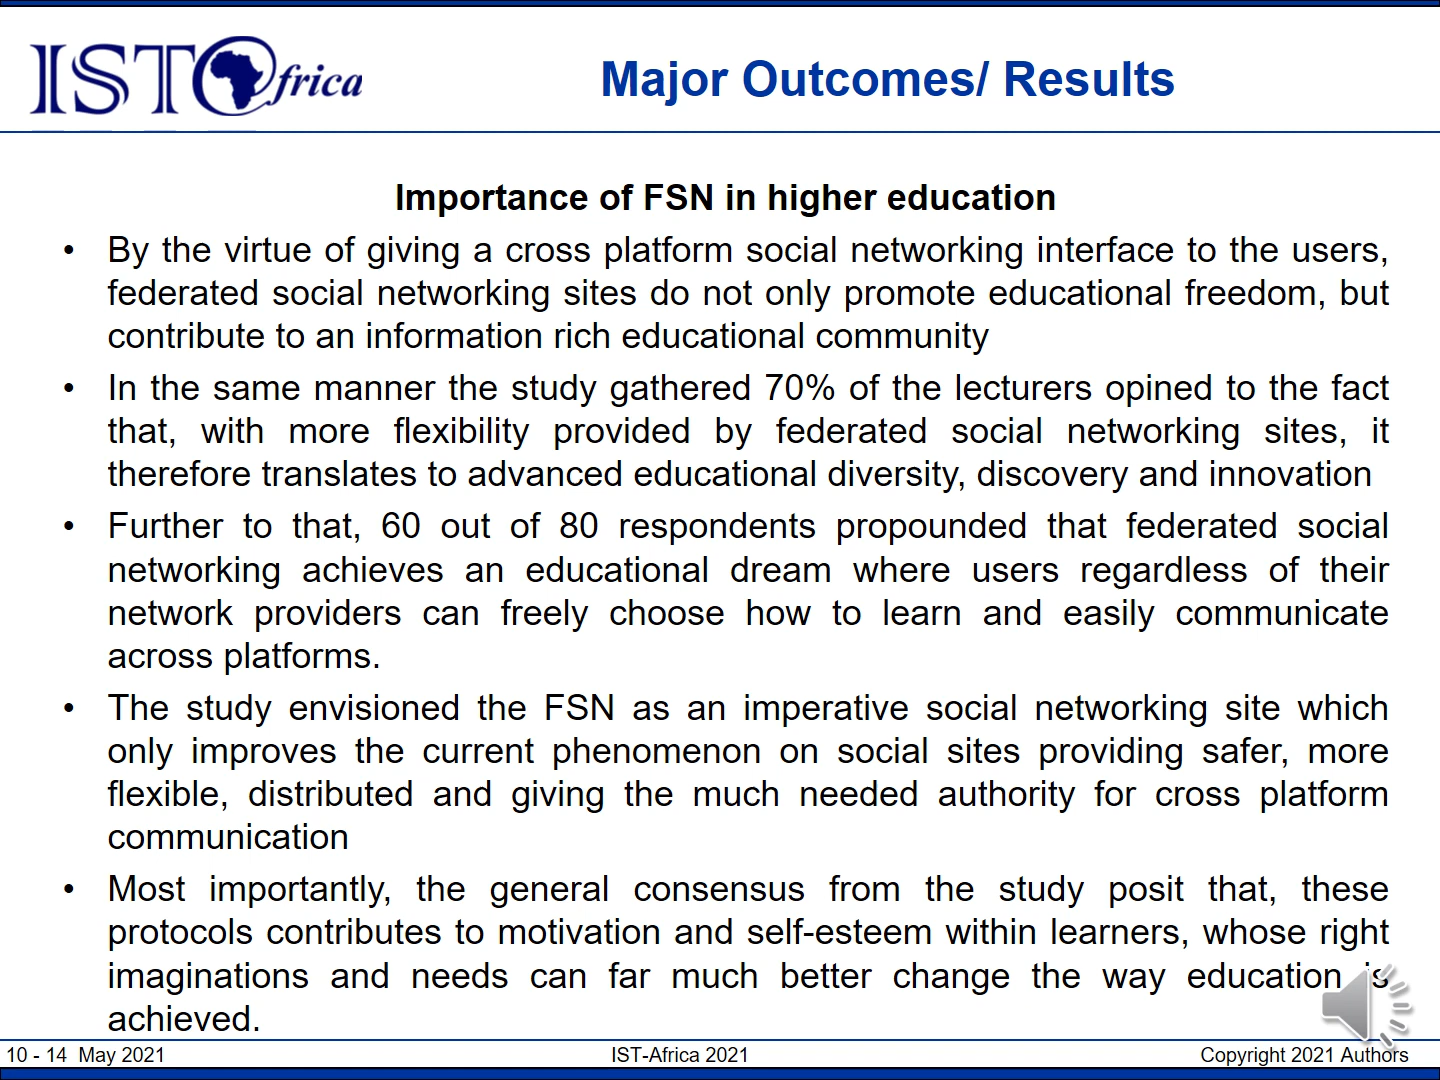 IST@frica
Major Outcomes/ Results
Importance of FSN in higher education
• By the virtue of giving a cross platform social networking interface to the users,
federated social networking sites do not only promote educational freedom, but
contribute to an information rich educational community
• In the same manner the study gathered 70% of the lecturers opined to the fact
that, with more flexibility provided by federated social networking sites, it
therefore translates to advanced educational diversity, discovery and innovation
• Further to that, 60 out of 80 respondents propounded that federated social
networking achieves an educational dream where users regardless of their
network providers can freely choose how to learn and easily communicate
across platforms.
• The study envisioned the FSN as an imperative social networking site which
only improves the current phenomenon on social sites providing safer, more
flexible, distributed and giving the much needed authority for cross platform
communication
• Most importantly, the general consensus from the study posit that, these
protocols contributes to motivation and self-esteem within learners, whose right
imaginations and needs can far much better change the way education is
achieved.
10 - 14 May 2021
IST-Africa 2021
Copyright 2021 Authors